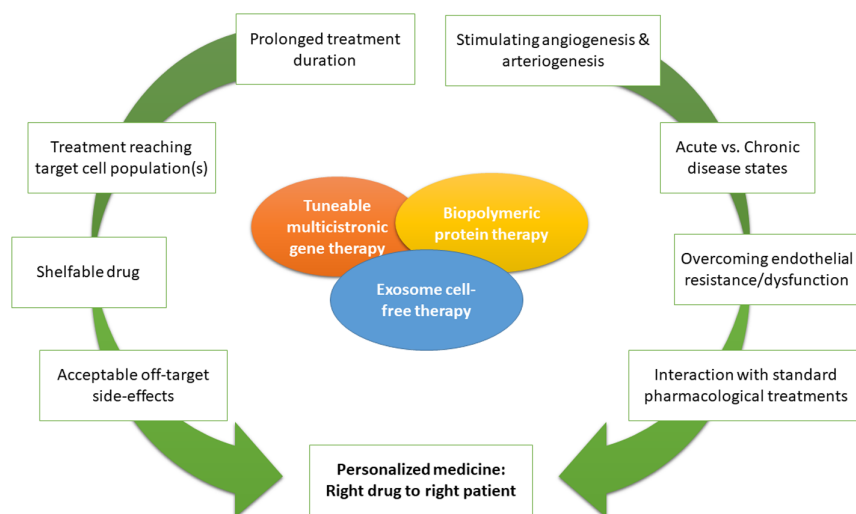 Prolonged treatment
duration
Stimulating angiogenesis &
arteriogenesis
Treatment reaching
target cell population(s)
Acute vs. Chronic
disease states
Tuneable
multicistronic
gene therapy
Biopolymeric
protein therapy
Shelfable drug
Overcoming endothelial
resistance/dysfunction
Exosome cell-
free therapy
Acceptable off-target
side-effects
Interaction with standard
pharmacological treatments
Personalized medicine:
Right drug to right patient